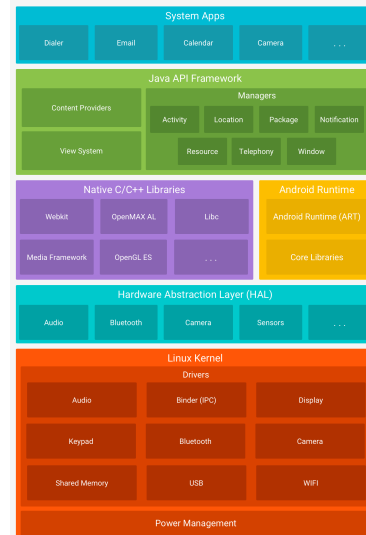 System Apps
Dialer Email Calendar Camera . . .
Java API Framework
Content Providers
View System
Managers
Activity Location Package Notification
Resource Telephony Window
Native C/C++ Libraries
Webkit OpenMAX AL Libc
Media Framework OpenGL ES . . .
Android Runtime
Android Runtime (ART)
Core Libraries
Hardware Abstraction Layer (HAL)
Audio Bluetooth Camera Sensors . . .
Linux Kernel
Drivers
Audio Binder (IPC) Display
Keypad Bluetooth Camera
Shared Memory USB WIFI
Power Management